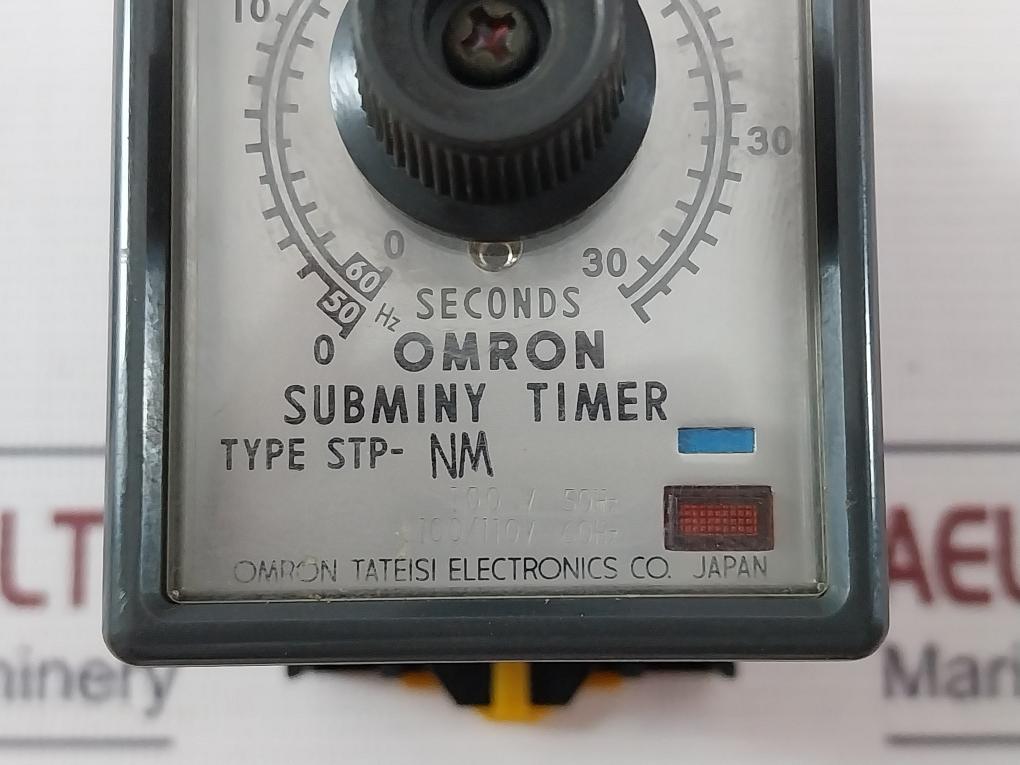 10
30
0
60
30
50
Hz
SECONDS
0
OMRON
SUBMINY TIMER
TYPE STP- NM
100 V 50Hz
100/110V 60Hz
OMRON TATEISI ELECTRONICS CO. JAPAN